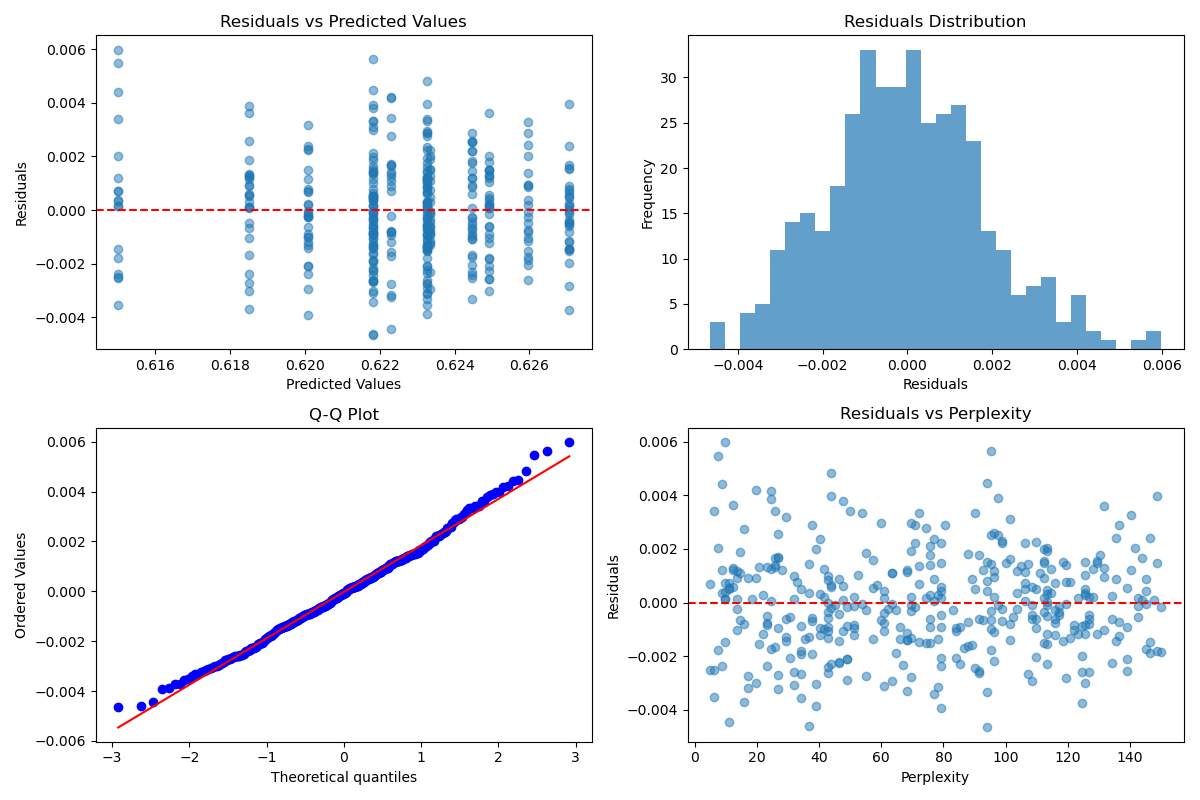 Residuals vs Predicted Values
Residuals
0.006
0.004
0.002
0.000
−0.002
−0.004
0.616 0.618 0.620 0.622 0.624 0.626
Predicted Values
Residuals Distribution
Frequency
30
25
20
15
10
5
0
−0.004 −0.002 0.000 0.002 0.004 0.006
Residuals
Q-Q Plot
Ordered Values
0.006
0.004
0.002
0.000
−0.002
−0.004
−0.006
−3 −2 −1 0 1 2 3
Theoretical quantiles
Residuals vs Perplexity
Residuals
0.006
0.004
0.002
0.000
−0.002
−0.004
0 20 40 60 80 100 120 140
Perplexity